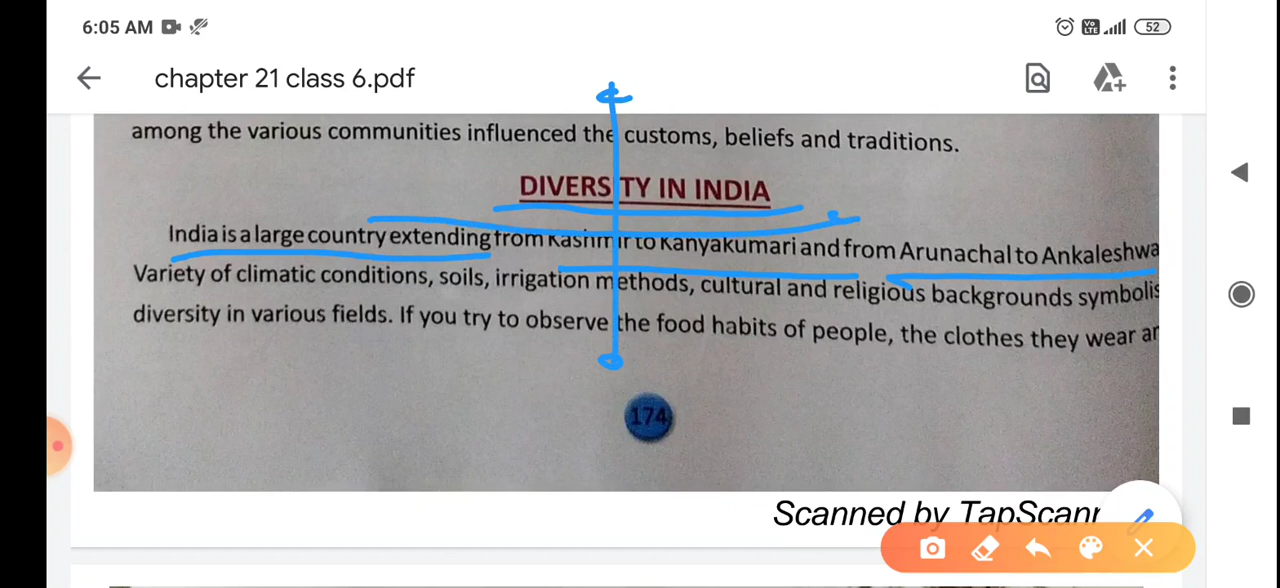 6:05 AM
Vo LTE
52
chapter 21 class 6.pdf
among the various communities influenced the customs, beliefs and traditions.
DIVERSITY IN INDIA
India is a large country extending from Kashmir to Kanyakumari and from Arunachal to Ankaleshwa
Variety of climatic conditions, soils, irrigation methods, cultural and religious backgrounds symbolis
diversity in various fields. If you try to observe the food habits of people, the clothes they wear ar
174
Scanned by TapScanr